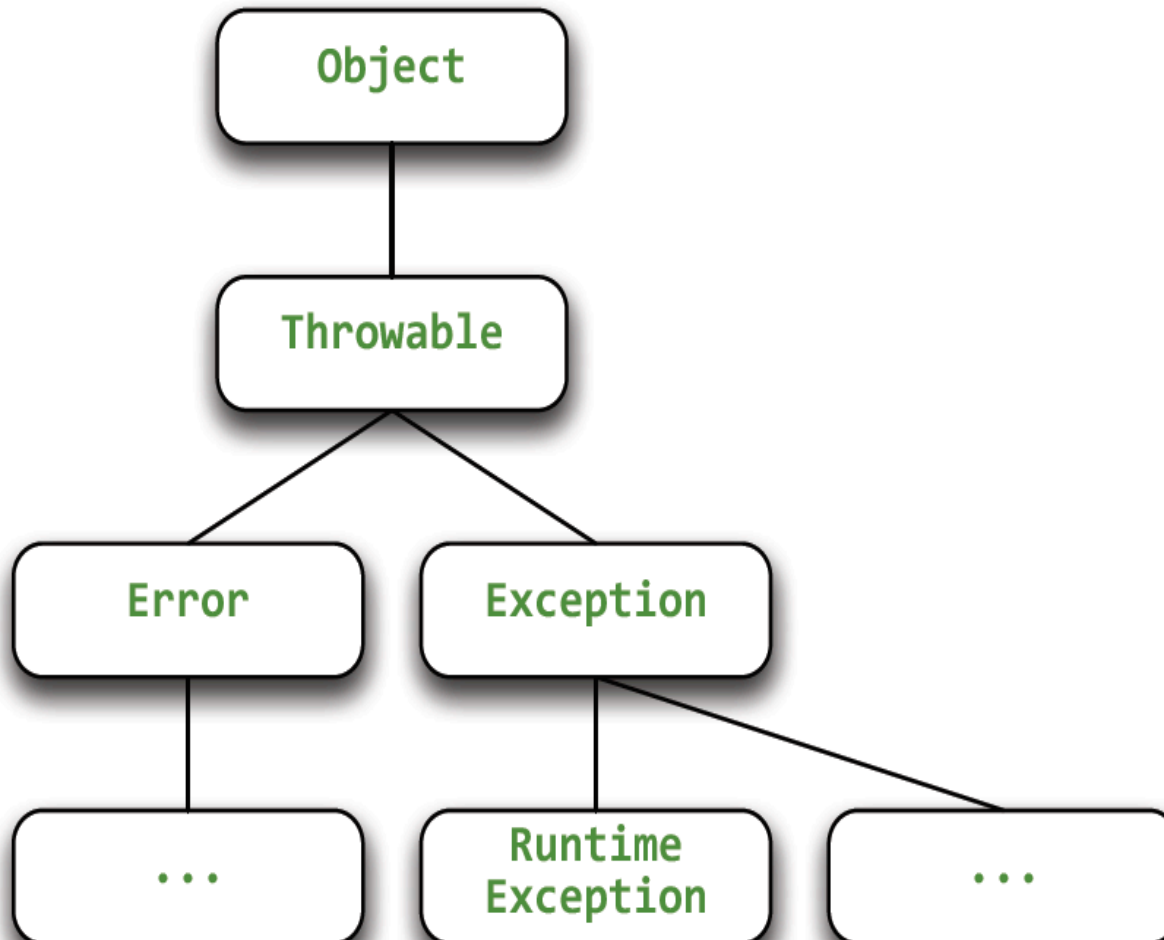 Object
Throwable
Error
Exception
...
Runtime
Exception
...